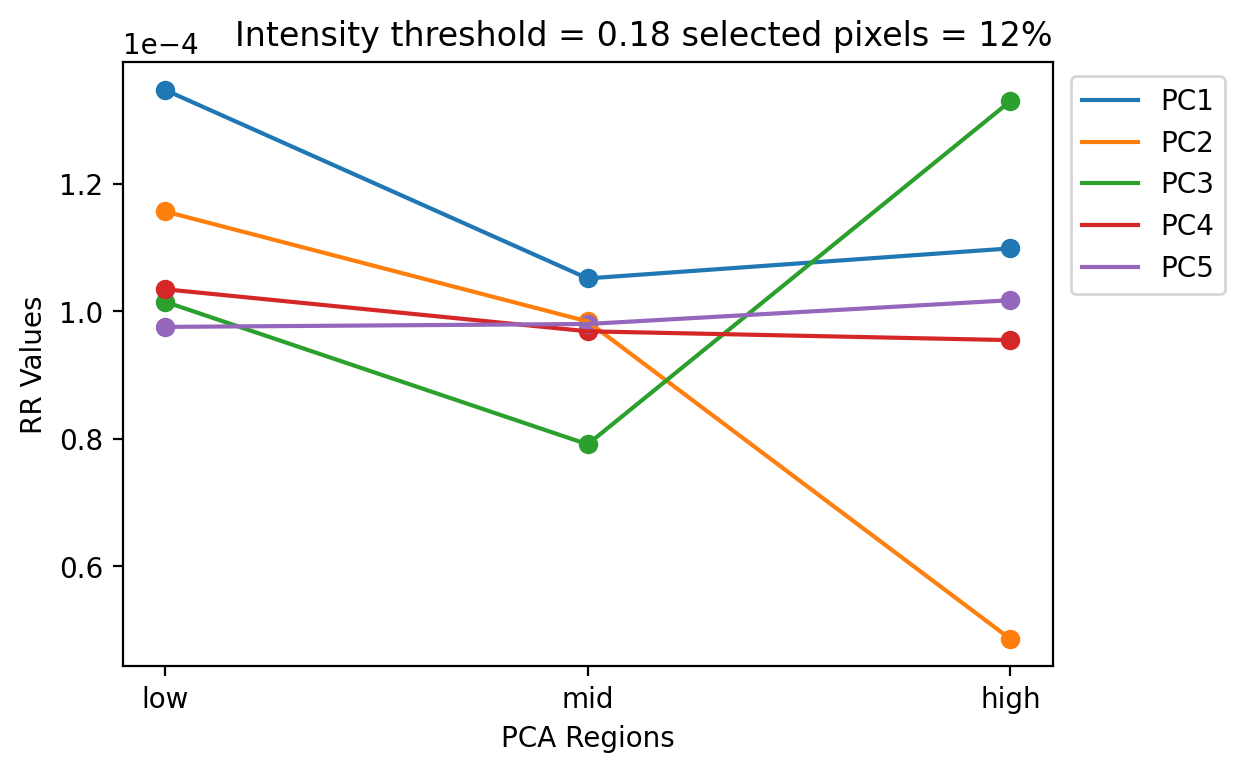 1e−4
Intensity threshold = 0.18 selected pixels = 12%
1.2
1.0
0.8
0.6
RR Values
low
mid
high
PCA Regions
PC1
PC2
PC3
PC4
PC5